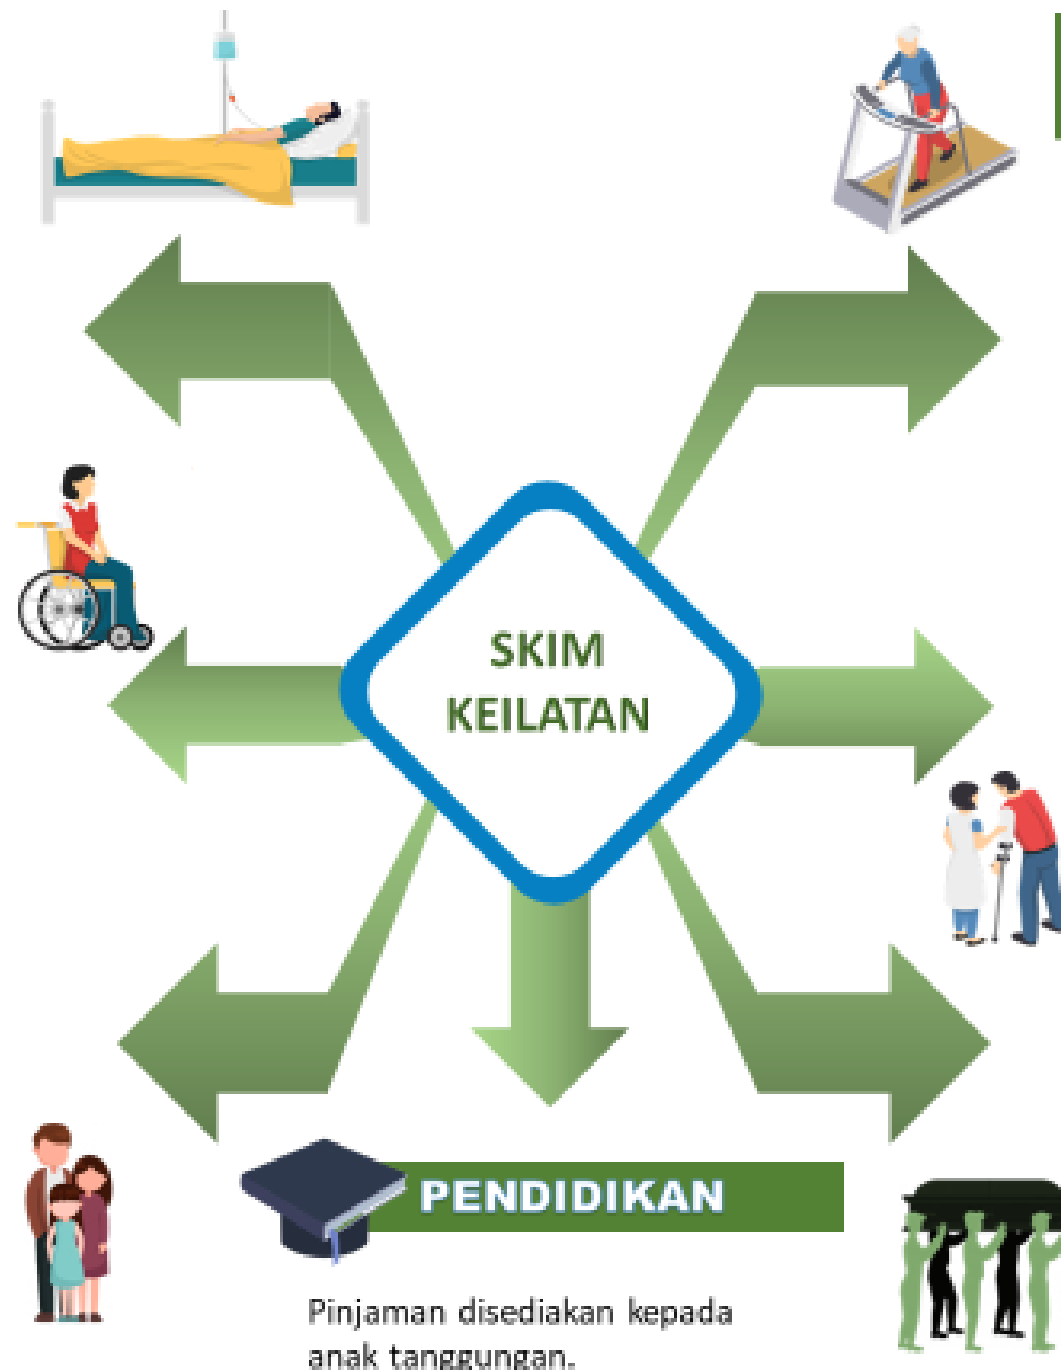 SKIM
KEILATAN
PENDIDIKAN
Pinjaman disediakan kepada
anak tanggungan.